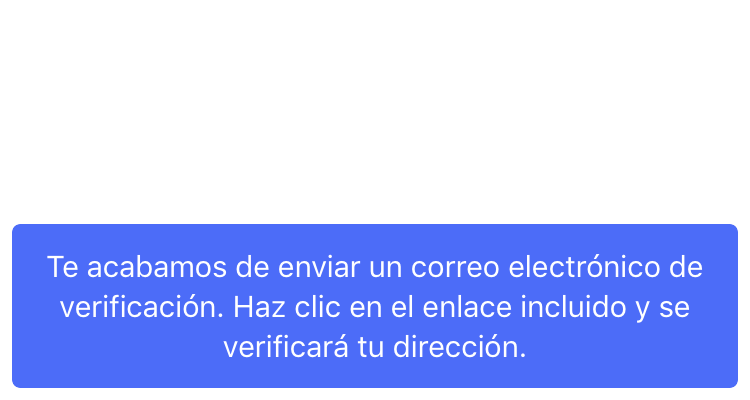 Te acabamos de enviar un correo electrónico de
verificación. Haz clic en el enlace incluido y se
verificará tu dirección.